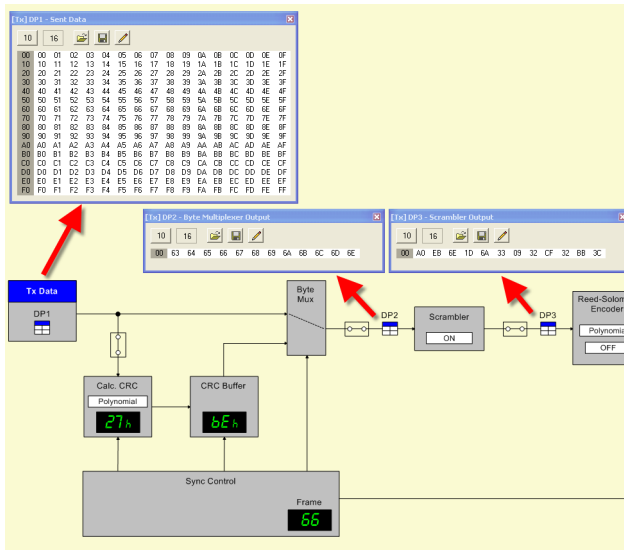 [Tx] DP1 - Sent Data
10 16
00 00 01 02 03 04 05 06 07 08 09 0A 0B 0C 0D 0E 0F
10 10 11 12 13 14 15 16 17 18 19 1A 1B 1C 1D 1E 1F
20 20 21 22 23 24 25 26 27 28 29 2A 2B 2C 2D 2E 2F
30 30 31 32 33 34 35 36 37 38 39 3A 3B 3C 3D 3E 3F
40 40 41 42 43 44 45 46 47 48 49 4A 4B 4C 4D 4E 4F
50 50 51 52 53 54 55 56 57 58 59 5A 5B 5C 5D 5E 5F
60 60 61 62 63 64 65 66 67 68 69 6A 6B 6C 6D 6E 6F
70 70 71 72 73 74 75 76 77 78 79 7A 7B 7C 7D 7E 7F
80 80 81 82 83 84 85 86 87 88 89 8A 8B 8C 8D 8E 8F
90 90 91 92 93 94 95 96 97 98 99 9A 9B 9C 9D 9E 9F
A0 A0 A1 A2 A3 A4 A5 A6 A7 A8 A9 AA AB AC AD AE AF
B0 B0 B1 B2 B3 B4 B5 B6 B7 B8 B9 BA BB BC BD BE BF
C0 C0 C1 C2 C3 C4 C5 C6 C7 C8 C9 CA CB CC CD CE CF
D0 D0 D1 D2 D3 D4 D5 D6 D7 D8 D9 DA DB DC DD DE DF
E0 E0 E1 E2 E3 E4 E5 E6 E7 E8 E9 EA EB EC ED EE EF
F0 F0 F1 F2 F3 F4 F5 F6 F7 F8 F9 FA FB FC FD FE FF
[Tx] DP2 - Byte Multiplexer Output
10 16
00 63 64 65 66 67 68 69 6A 6B 6C 6D 6E
[Tx] DP3 - Scrambler Output
10 16
00 A0 EB 6E 1D 6A 33 09 32 CF 32 BB 3C
Tx Data
DP1
Byte
Mux
DP2
Scrambler
ON
DP3
Reed-Solom
Encoder
Polynomia
OFF
Calc. CRC
Polynomial
27h
CRC Buffer
6Eh
Sync Control
Frame
66